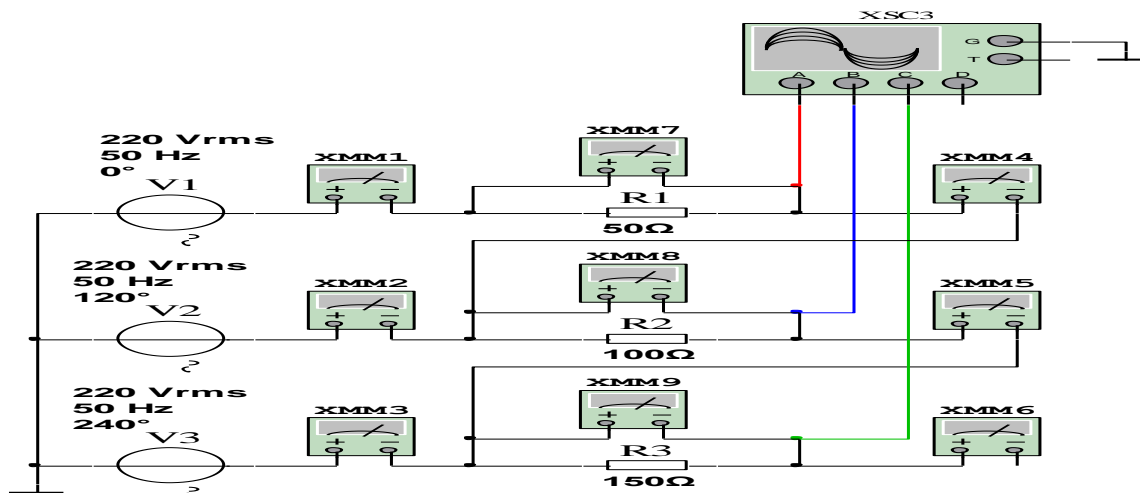 XSC3
G
T
A B C D
220 Vrms
50 Hz
0°
V1
XMM1
+ −
XMM7
+ −
R1
50Ω
XMM4
+ −
220 Vrms
50 Hz
120°
V2
XMM2
+ −
XMM8
+ −
R2
100Ω
XMM5
+ −
220 Vrms
50 Hz
240°
V3
XMM3
+ −
XMM9
+ −
R3
150Ω
XMM6
+ −